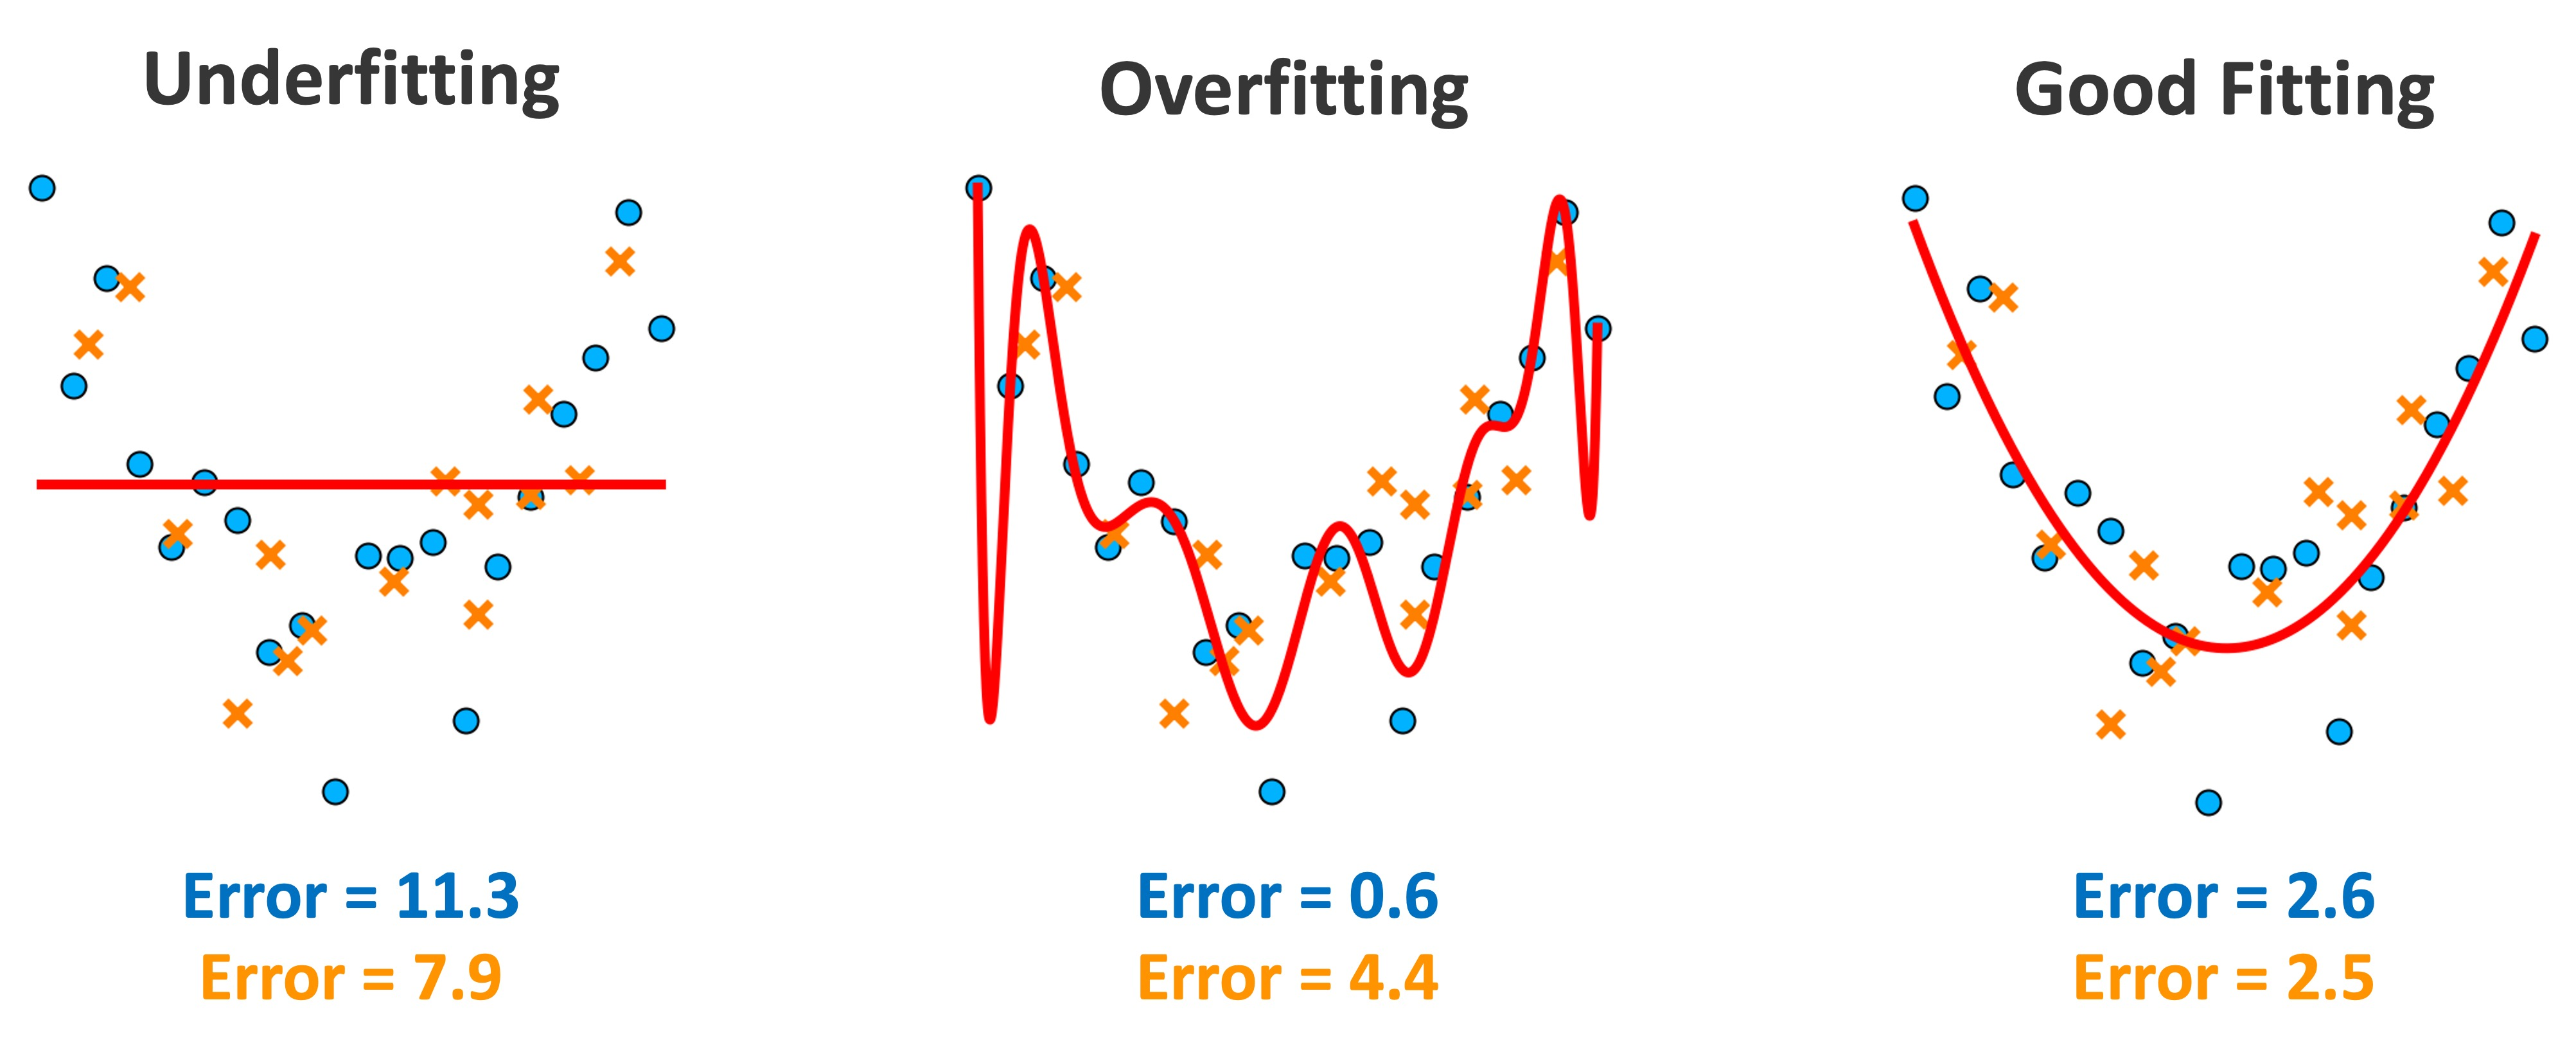 Underfitting
Error = 11.3
Error = 7.9
Overfitting
Error = 0.6
Error = 4.4
Good Fitting
Error = 2.6
Error = 2.5